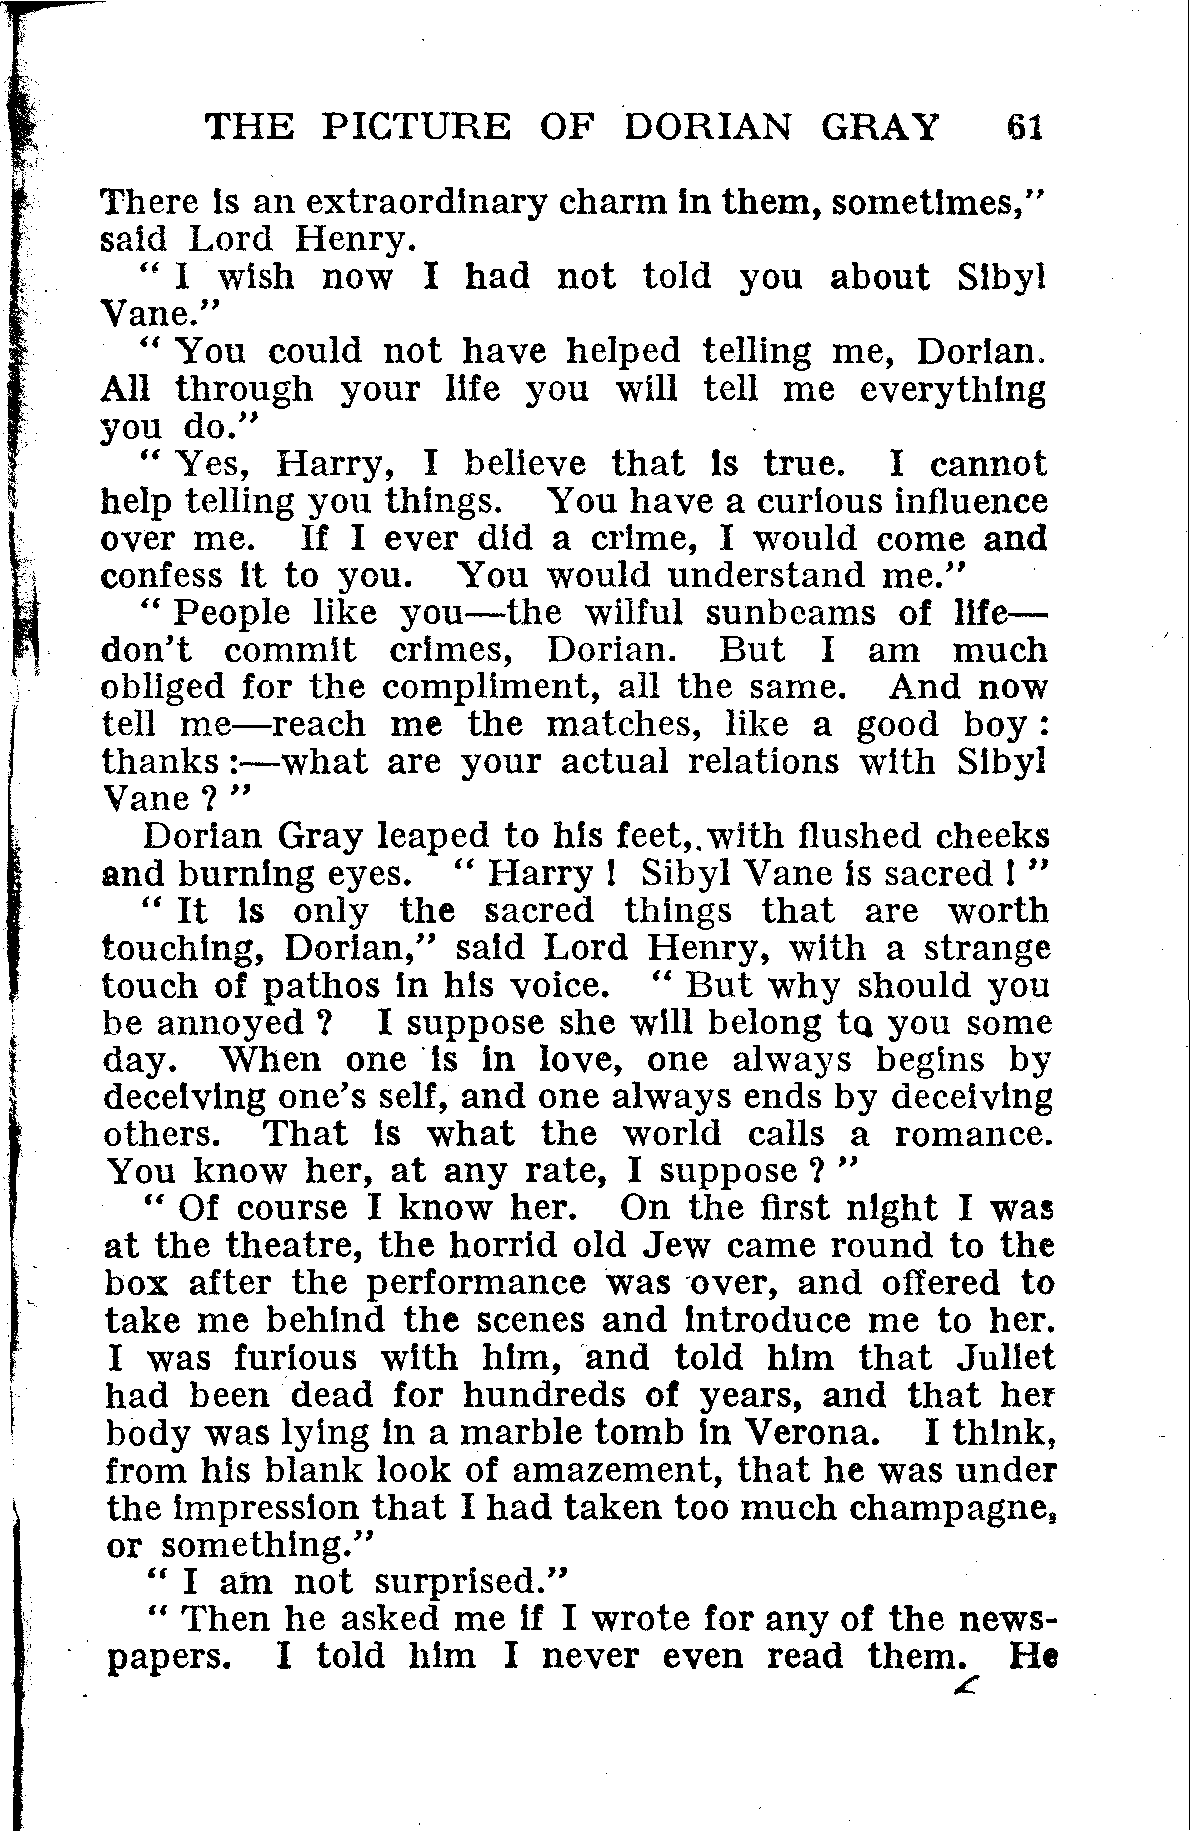 THE PICTURE OF DORIAN GRAY 61
There is an extraordinary charm in them, sometimes,"
said Lord Henry.
" I wish now I had not told you about Sibyl
Vane."
" You could not have helped telling me, Dorian.
All through your life you will tell me everything
you do."
" Yes, Harry, I believe that is true. I cannot
help telling you things. You have a curious influence
over me. If I ever did a crime, I would come and
confess it to you. You would understand me."
" People like you—the wilful sunbeams of life—
don't commit crimes, Dorian. But I am much
obliged for the compliment, all the same. And now
tell me—reach me the matches, like a good boy :
thanks :—what are your actual relations with Sibyl
Vane ? "
Dorian Gray leaped to his feet, with flushed cheeks
and burning eyes. " Harry ! Sibyl Vane is sacred ! "
" It is only the sacred things that are worth
touching, Dorian," said Lord Henry, with a strange
touch of pathos in his voice. " But why should you
be annoyed ? I suppose she will belong to you some
day. When one is in love, one always begins by
deceiving one's self, and one always ends by deceiving
others. That is what the world calls a romance.
You know her, at any rate, I suppose ? "
" Of course I know her. On the first night I was
at the theatre, the horrid old Jew came round to the
box after the performance was over, and offered to
take me behind the scenes and introduce me to her.
I was furious with him, and told him that Juliet
had been dead for hundreds of years, and that her
body was lying in a marble tomb in Verona. I think,
from his blank look of amazement, that he was under
the impression that I had taken too much champagne,
or something."
" I am not surprised."
" Then he asked me if I wrote for any of the news-
papers. I told him I never even read them. He